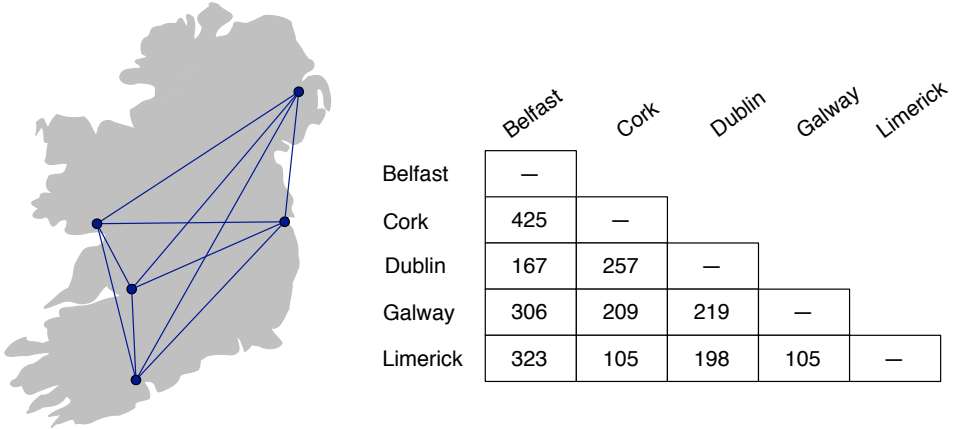 Belfast Cork Dublin Galway Limerick
Belfast —
Cork 425 —
Dublin 167 257 —
Galway 306 209 219 —
Limerick 323 105 198 105 —